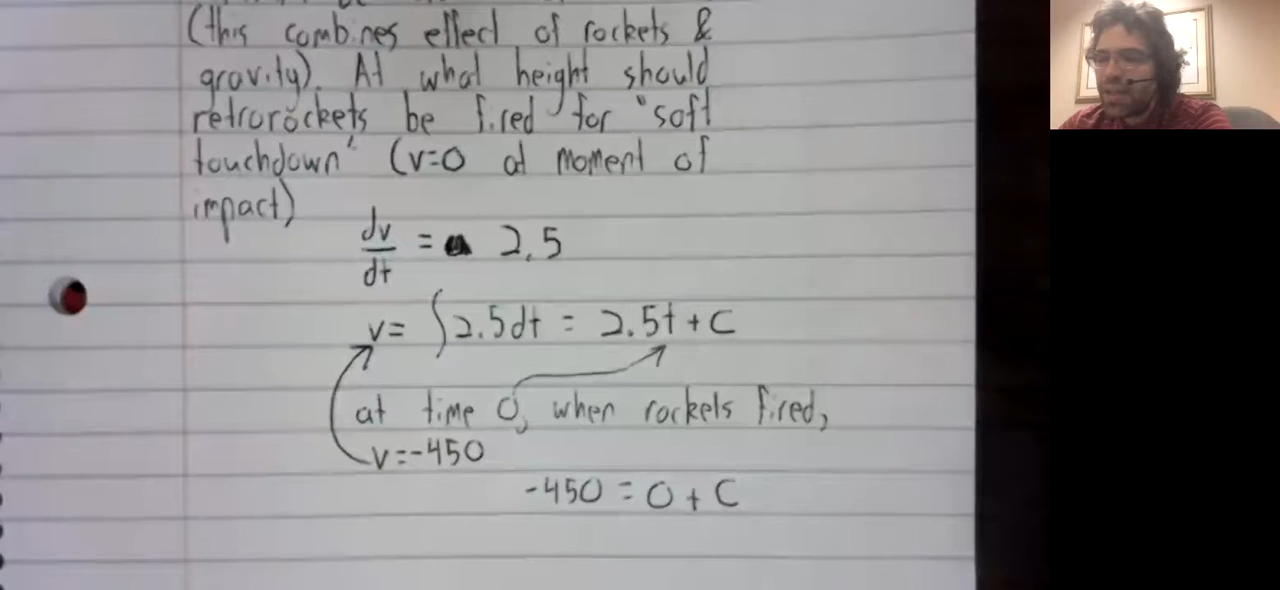 (this combines effect of rockets &
gravity). At what height should
retrorockets be fired for "soft
touchdown" (v=0 at moment of
impact)
dv/dt = 2.5
v= ∫2.5dt = 2.5t + C
at time 0, when rockets fired,
v=-450
-450 = 0 + C